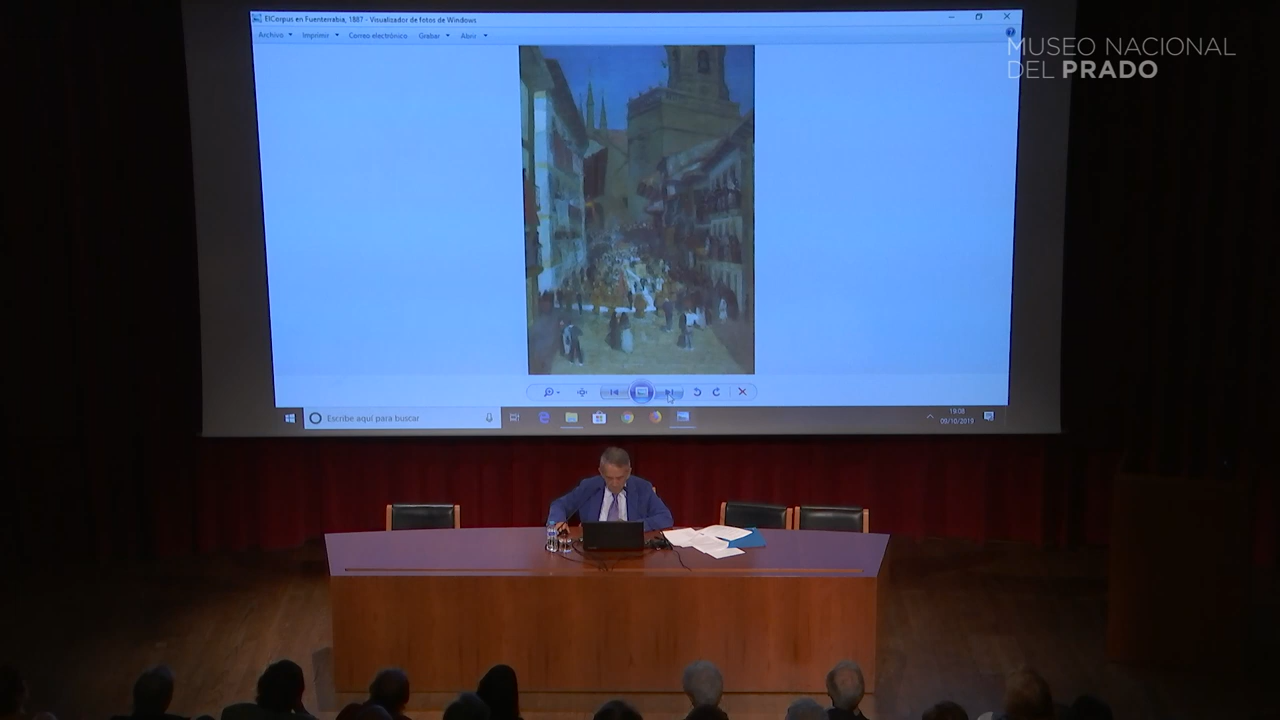 ElCorpus en Fuenterrabia, 1887 - Visualizador de fotos de Windows
Archivo Imprimir Correo electrónico Grabar Abrir
MUSEO NACIONAL
DEL PRADO
Escribe aquí para buscar
19:08
09/10/2019